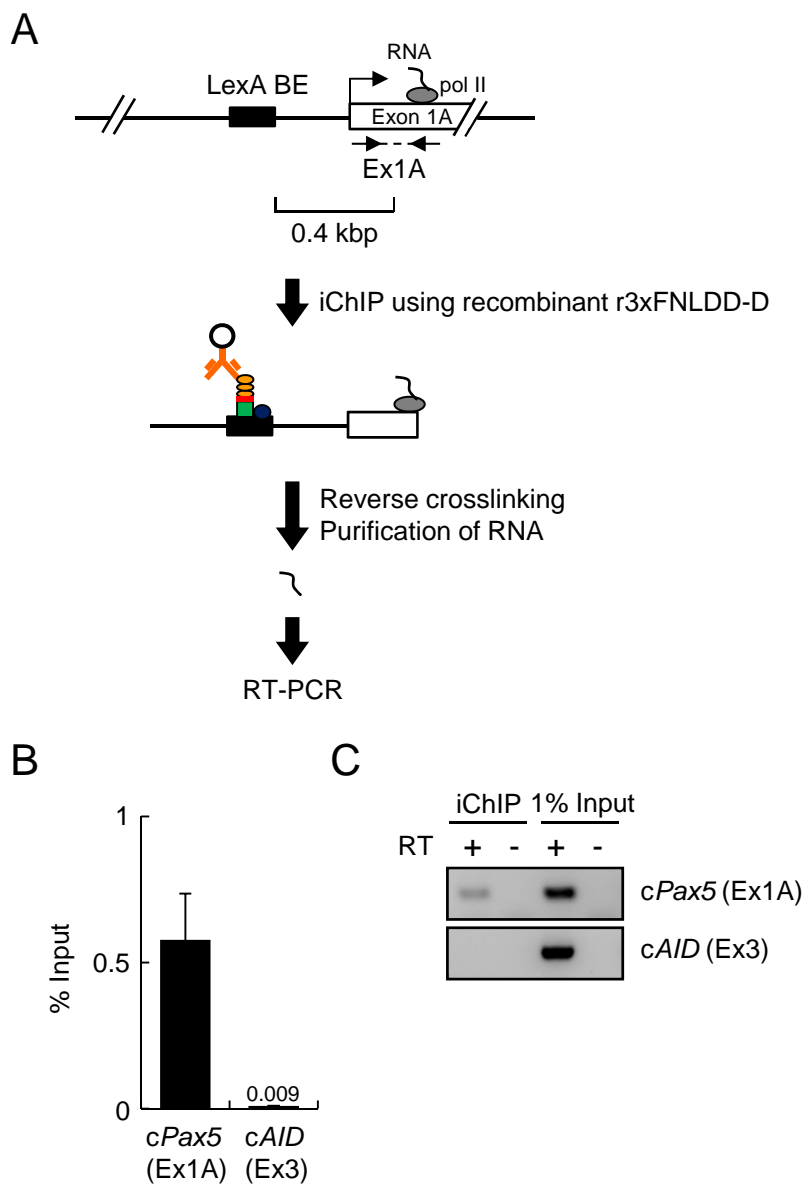 A
RNA
LexA BE
pol II
Exon 1A
Ex1A
0.4 kbp
iChIP using recombinant r3xFNLDD-D
Reverse crosslinking
Purification of RNA
RT-PCR
B
1
0.5
0
% Input
0.009
cPax5
(Ex1A)
cAID
(Ex3)
C
iChIP 1% Input
RT + - + -
cPax5 (Ex1A)
cAID (Ex3)